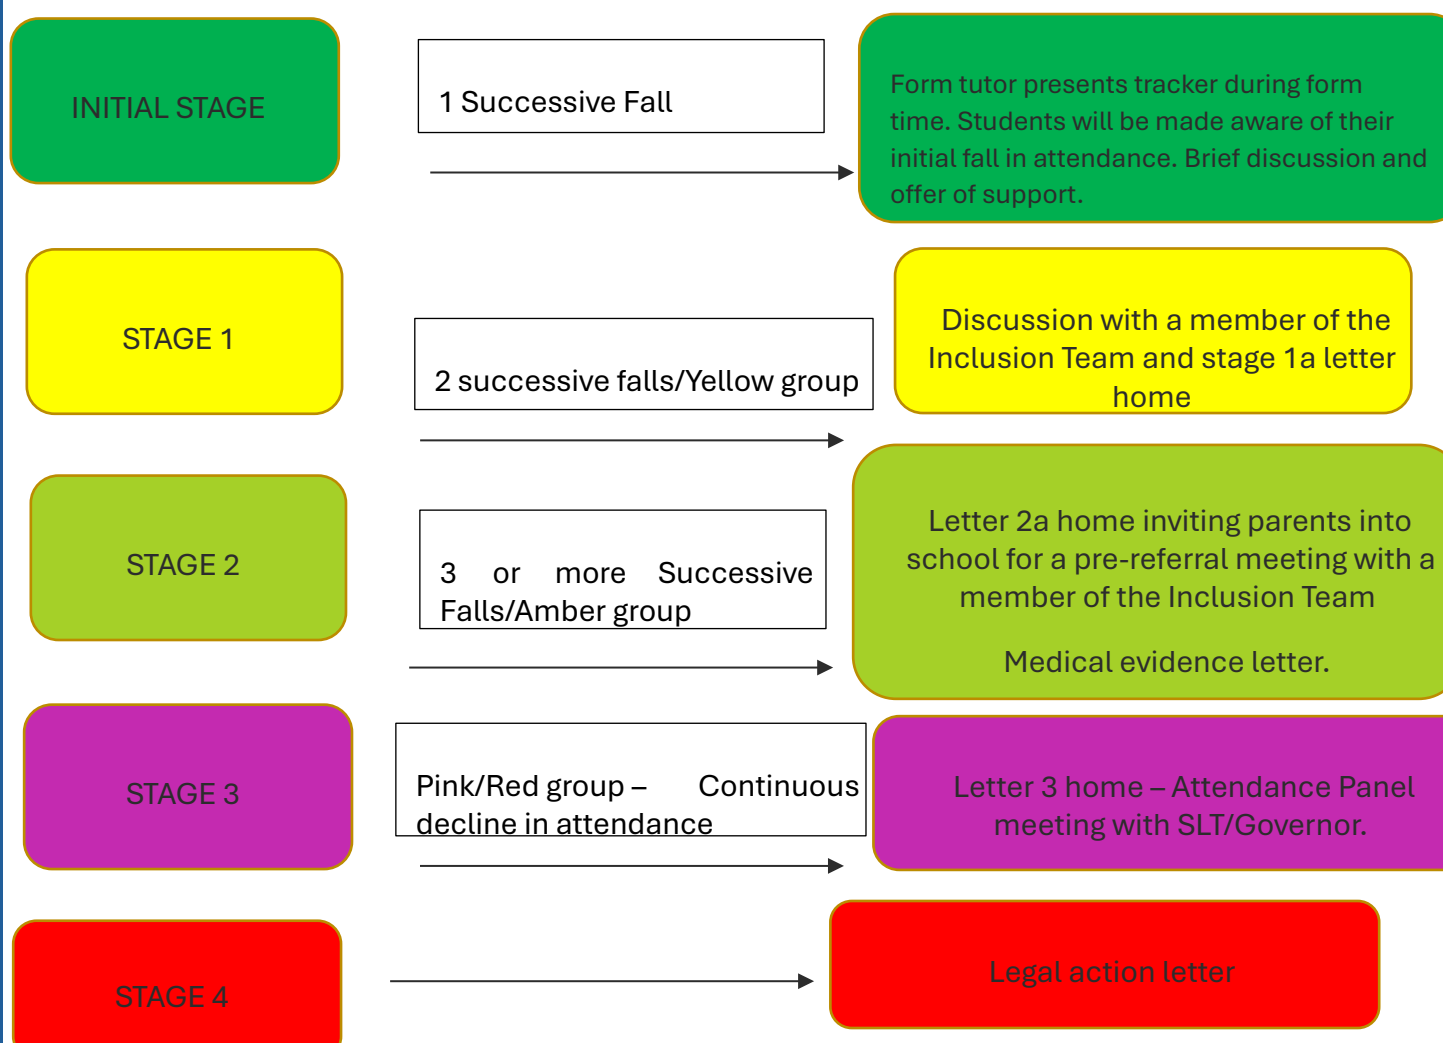 INITIAL STAGE
1 Successive Fall
Form tutor presents tracker during form
time. Students will be made aware of their
initial fall in attendance. Brief discussion and
offer of support.
STAGE 1
2 successive falls/Yellow group
Discussion with a member of the
Inclusion Team and stage 1a letter
home
STAGE 2
3 or more Successive
Falls/Amber group
Letter 2a home inviting parents into
school for a pre-referral meeting with a
member of the Inclusion Team
Medical evidence letter.
STAGE 3
Pink/Red group – Continuous
decline in attendance
Letter 3 home – Attendance Panel
meeting with SLT/Governor.
STAGE 4
Legal action letter